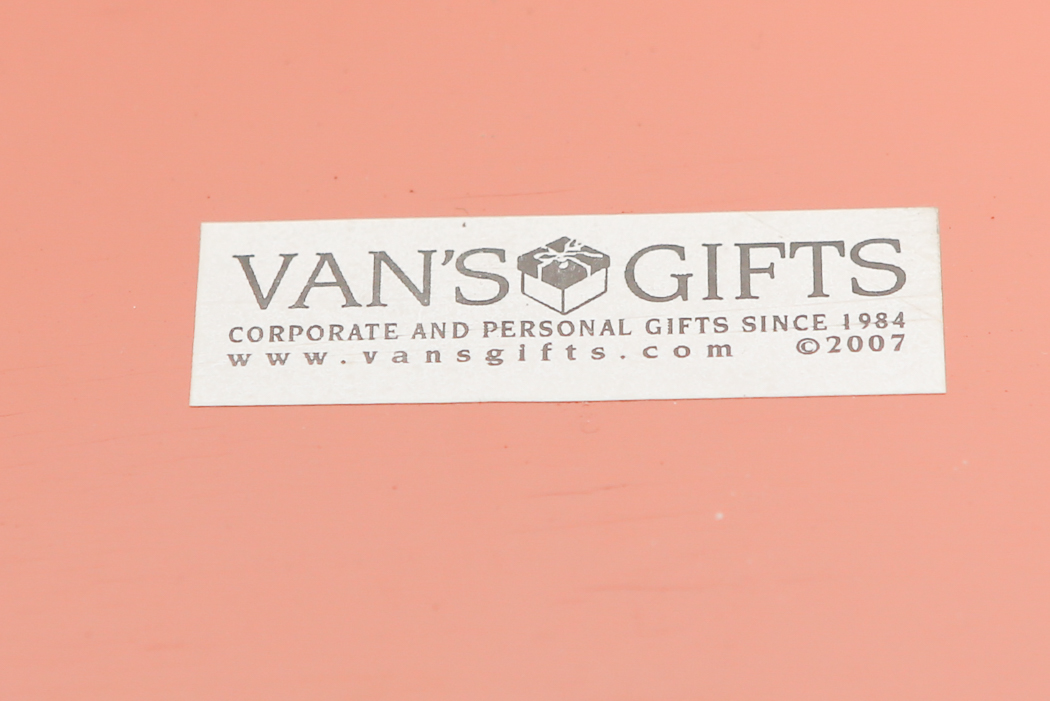 VAN'S GIFTS
CORPORATE AND PERSONAL GIFTS SINCE 1984
www.vansgifts.com ©2007